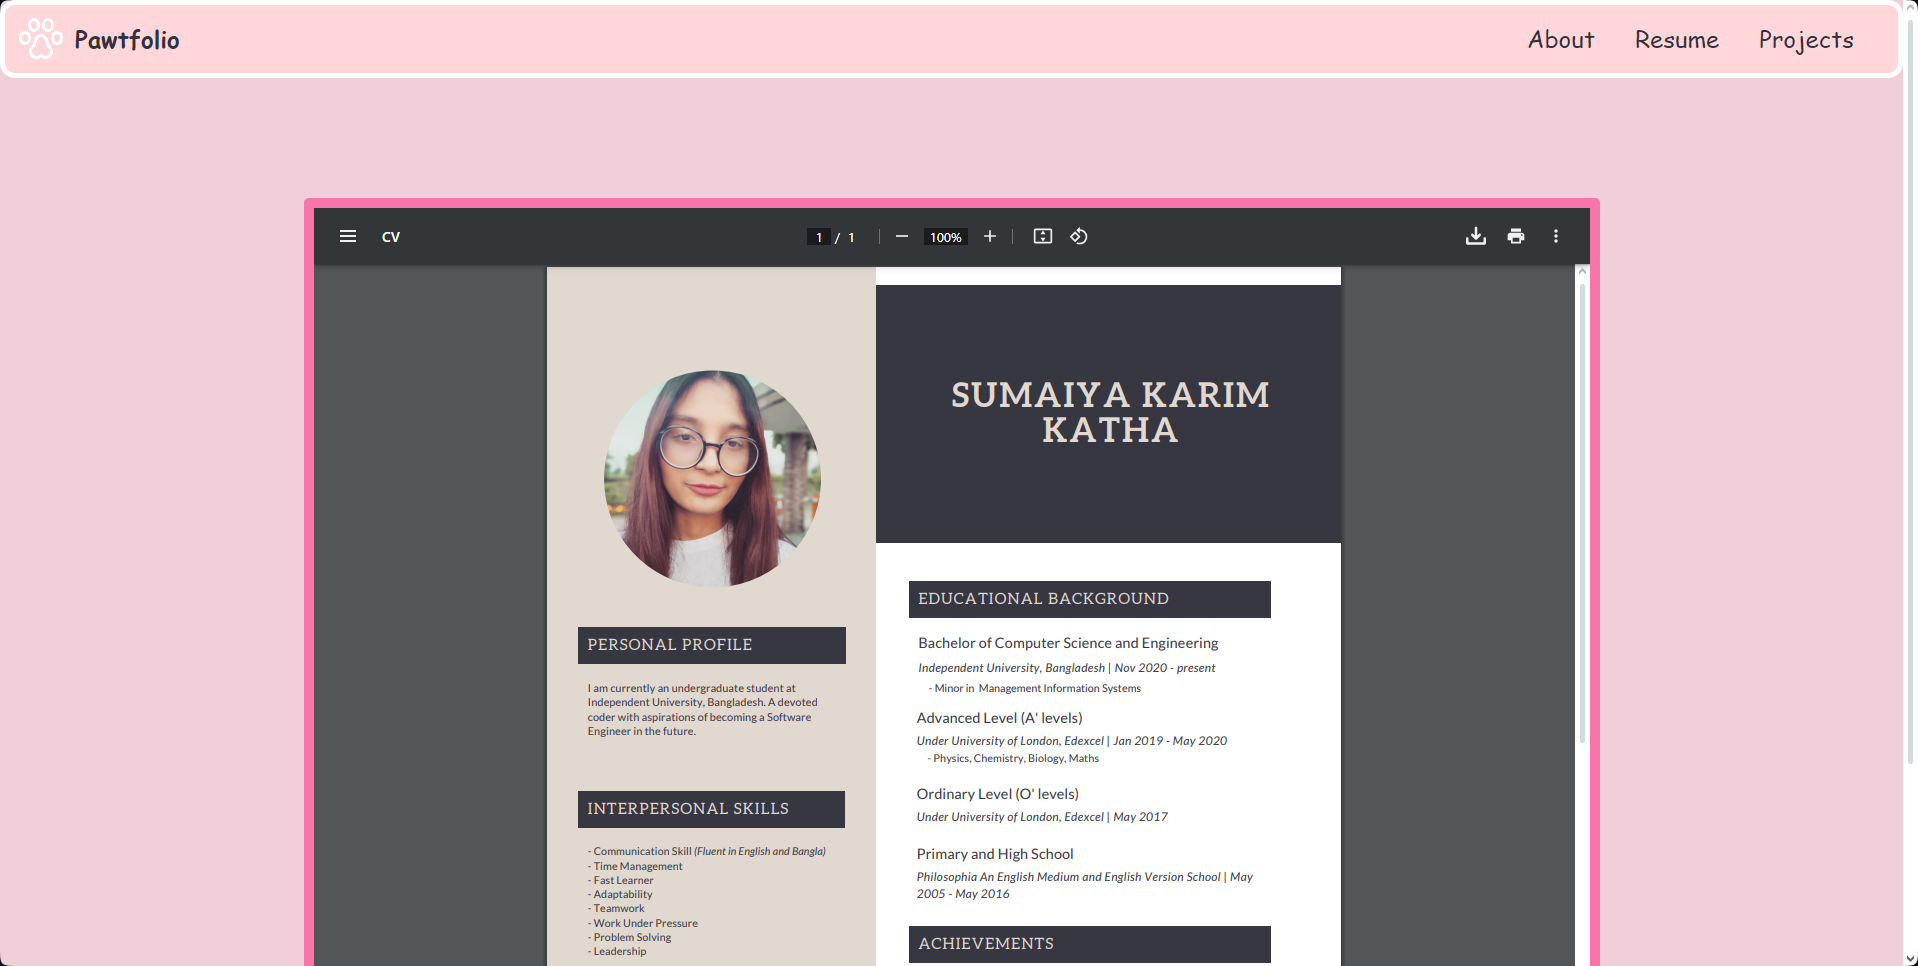 Pawtfolio
About Resume Projects
CV
1 / 1
100%
SUMAIYA KARIM
KATHA
PERSONAL PROFILE
I am currently an undergraduate student at
Independent University, Bangladesh. A devoted
coder with aspirations of becoming a Software
Engineer in the future.
INTERPERSONAL SKILLS
- Communication Skill (Fluent in English and Bangla)
- Time Management
- Fast Learner
- Adaptability
- Teamwork
- Work Under Pressure
- Problem Solving
- Leadership
EDUCATIONAL BACKGROUND
Bachelor of Computer Science and Engineering
Independent University, Bangladesh | Nov 2020 - present
- Minor in Management Information Systems
Advanced Level (A' levels)
Under University of London, Edexcel | Jan 2019 - May 2020
- Physics, Chemistry, Biology, Maths
Ordinary Level (O' levels)
Under University of London, Edexcel | May 2017
Primary and High School
Philosophia An English Medium and English Version School | May
2005 - May 2016
ACHIEVEMENTS